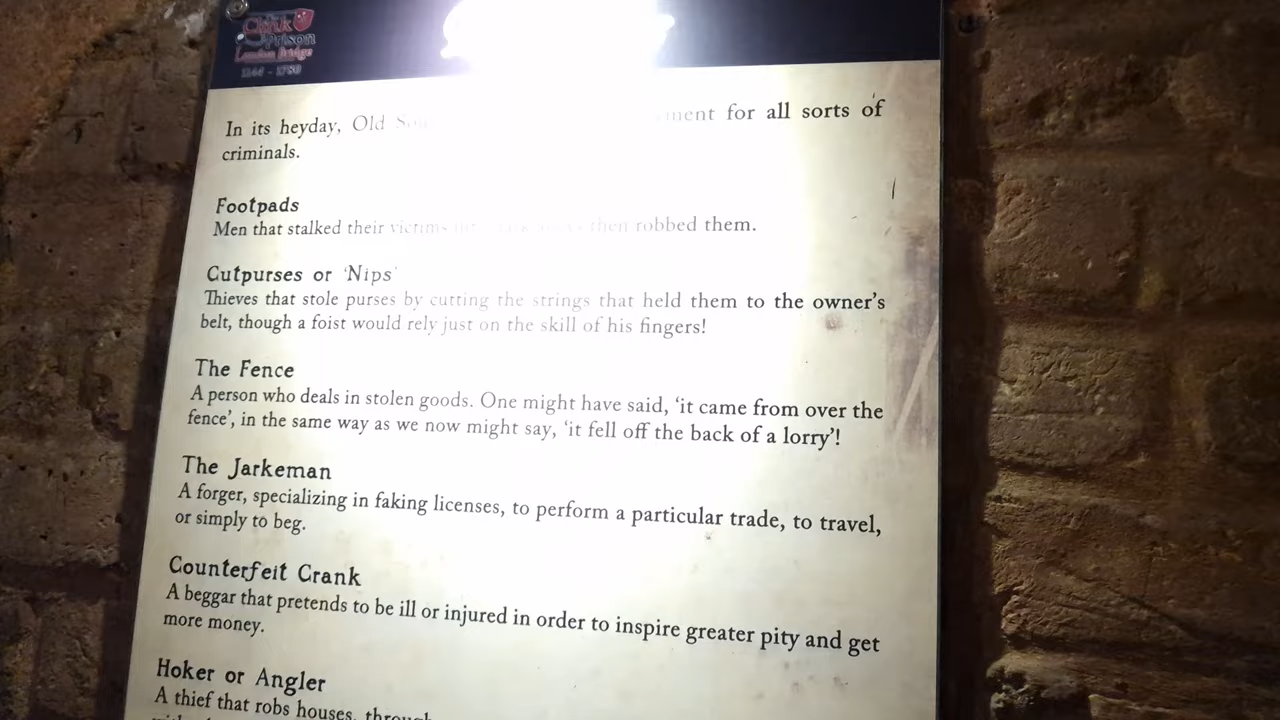 Clink
Prison
London Bridge
1144 - 1780
In its heyday, Old for all sorts of
criminals.
Footpads
Men that stalked their victims then robbed them.
Cutpurses or 'Nips'
Thieves that stole purses by cutting the strings that held them to the owner's
belt, though a foist would rely just on the skill of his fingers!
The Fence
A person who deals in stolen goods. One might have said, 'it came from over the
fence', in the same way as we now might say, 'it fell off the back of a lorry'!
The Jarkeman
A forger, specializing in faking licenses, to perform a particular trade, to travel,
or simply to beg.
Counterfeit Crank
A beggar that pretends to be ill or injured in order to inspire greater pity and get
more money.
Hoker or Angler
A thief that robs houses, through